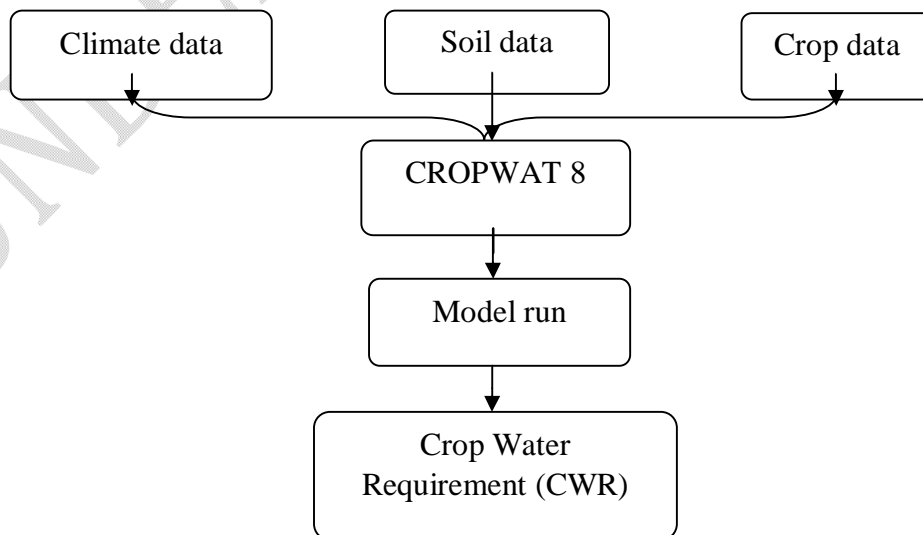 Climate data
Soil data
Crop data
CROPWAT 8
Model run
Crop Water
Requirement (CWR)